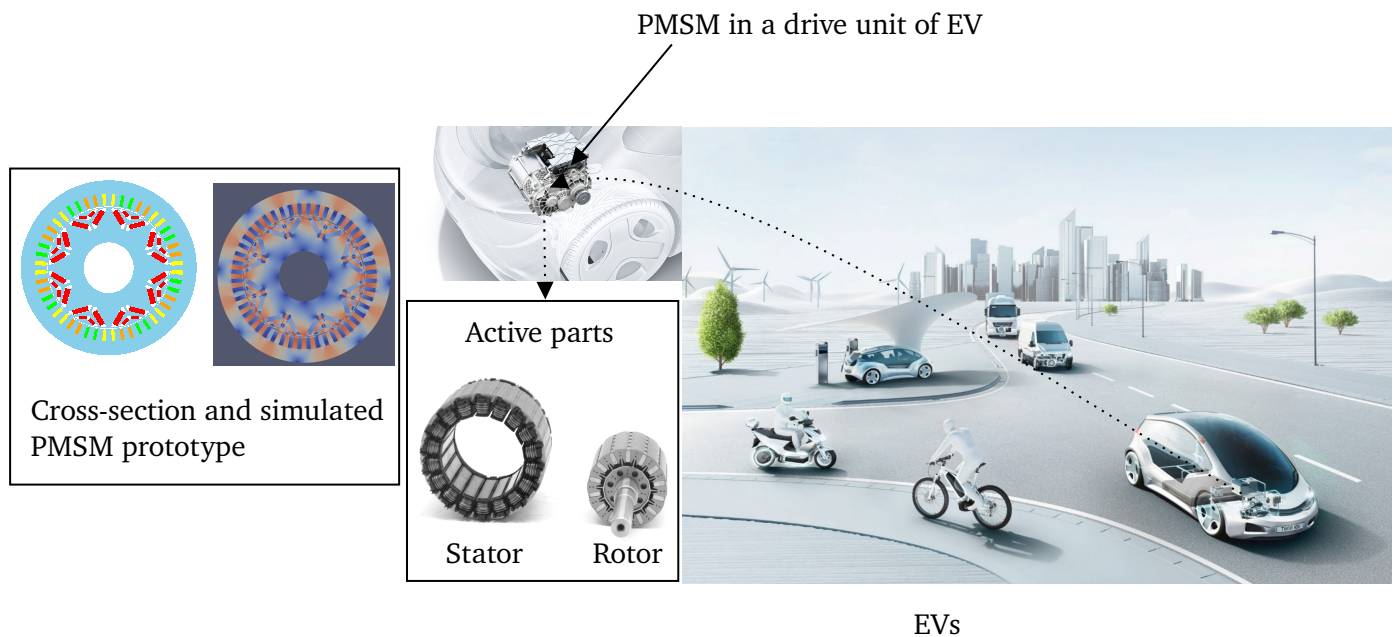 PMSM in a drive unit of EV
Cross-section and simulated
PMSM prototype
Active parts
Stator
Rotor
EVs